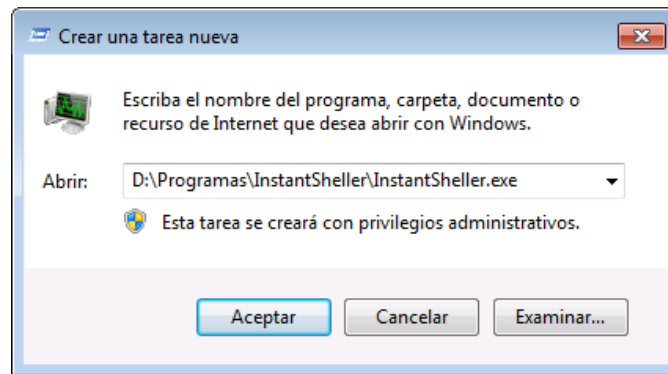 Crear una tarea nueva
Escriba el nombre del programa, carpeta, documento o
recurso de Internet que desea abrir con Windows.
Abrir: D:\Programas\InstantSheller\InstantSheller.exe
Esta tarea se creará con privilegios administrativos.
Aceptar Cancelar Examinar...